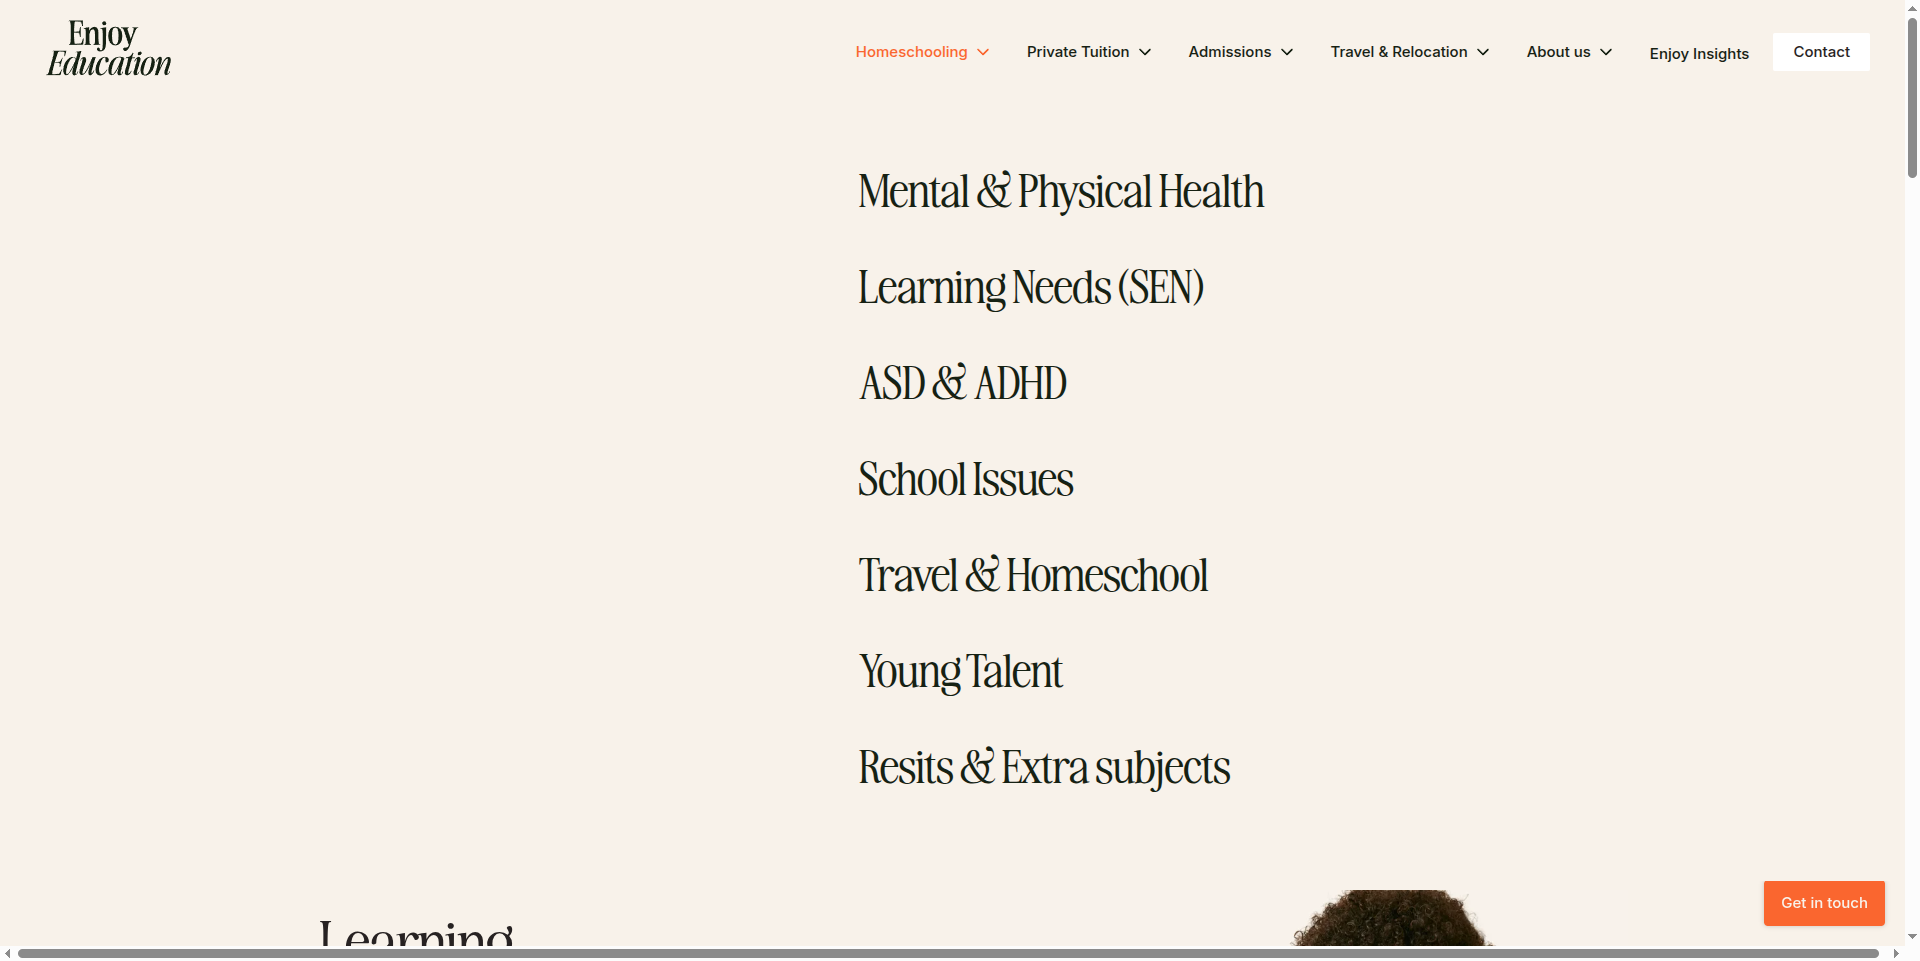 Enjoy
Education
Homeschooling
Private Tuition
Admissions
Travel & Relocation
About us
Enjoy Insights
Contact
Mental & Physical Health
Learning Needs (SEN)
ASD & ADHD
School Issues
Travel & Homeschool
Young Talent
Resits & Extra subjects
Learning
Get in touch